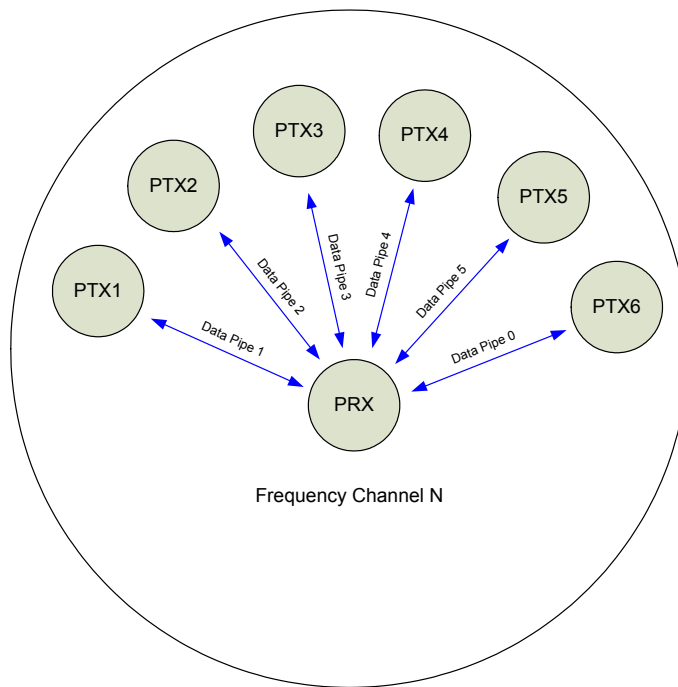 PTX3
PTX4
PTX2
PTX5
PTX1
PTX6
Data Pipe 1
Data Pipe 2
Data Pipe 3
Data Pipe 4
Data Pipe 5
Data Pipe 0
PRX
Frequency Channel N